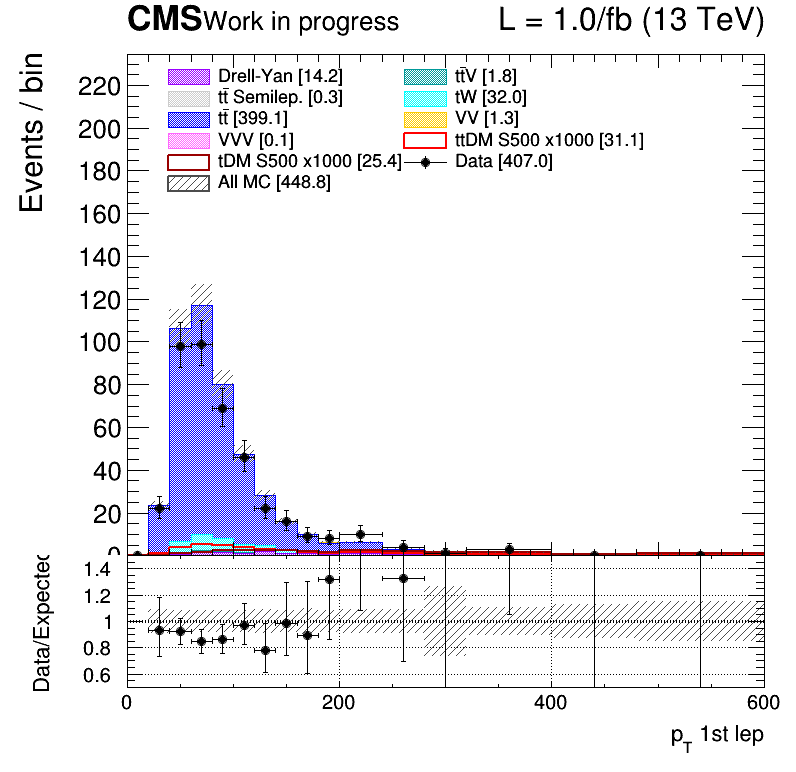 CMS Work in progress L = 1.0/fb (13 TeV)
Events / bin
Drell-Yan [14.2] tt̄V [1.8]
tt̄ Semilep. [0.3] tW [32.0]
tt̄ [399.1] VV [1.3]
VVV [0.1] ttDM S500 x1000 [31.1]
tDM S500 x1000 [25.4] Data [407.0]
All MC [448.8]
220
200
180
160
140
120
100
80
60
40
20
0
Data/Expected
1.4
1.2
1
0.8
0.6
0 200 400 600
p_T 1st lep